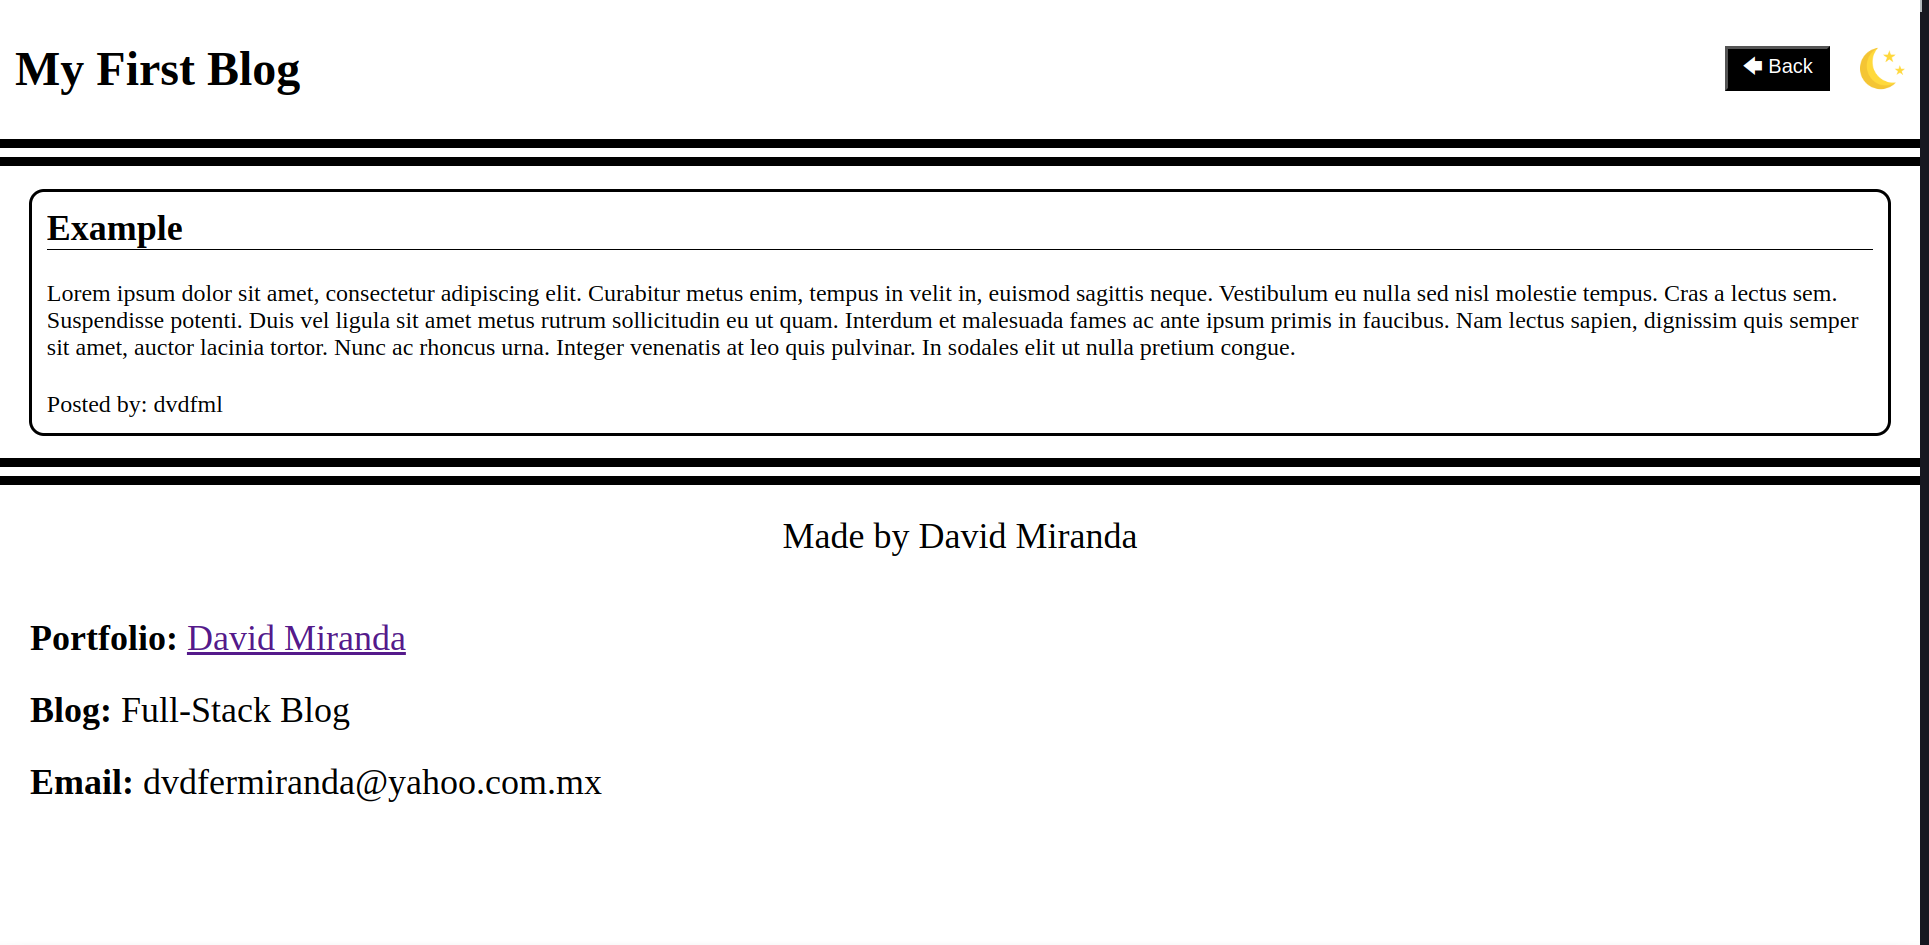 My First Blog
Back
Example
Lorem ipsum dolor sit amet, consectetur adipiscing elit. Curabitur metus enim, tempus in velit in, euismod sagittis neque. Vestibulum eu nulla sed nisl molestie tempus. Cras a lectus sem.
Suspendisse potenti. Duis vel ligula sit amet metus rutrum sollicitudin eu ut quam. Interdum et malesuada fames ac ante ipsum primis in faucibus. Nam lectus sapien, dignissim quis semper
sit amet, auctor lacinia tortor. Nunc ac rhoncus urna. Integer venenatis at leo quis pulvinar. In sodales elit ut nulla pretium congue.
Posted by: dvdfml
Made by David Miranda
Portfolio: David Miranda
Blog: Full-Stack Blog
Email: dvdfermiranda@yahoo.com.mx